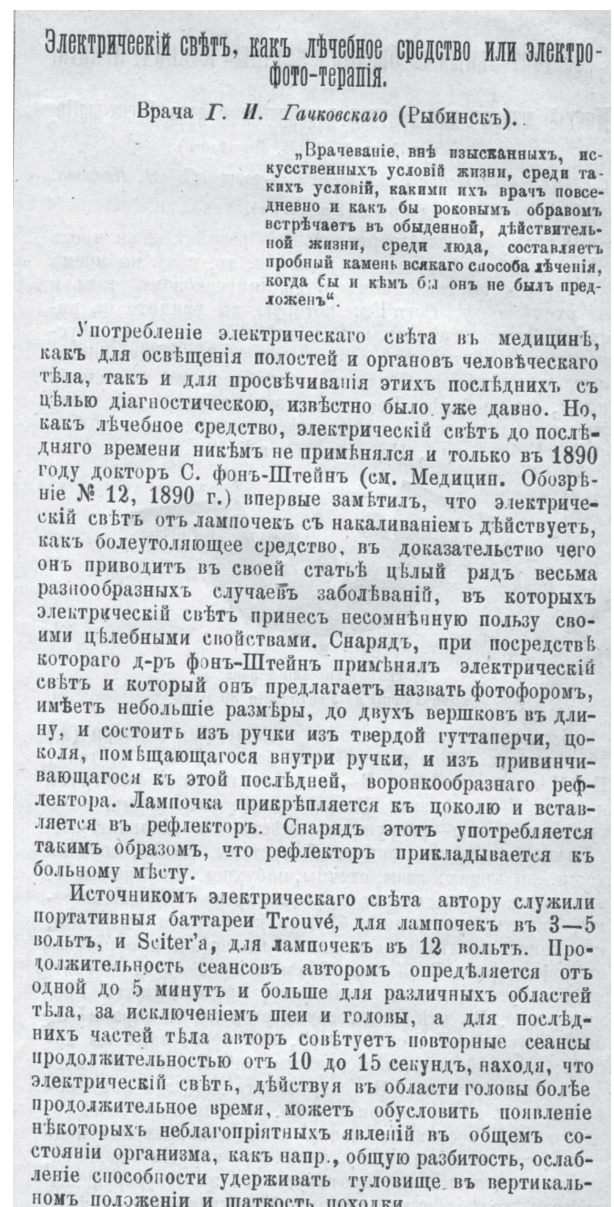 Электрическій свѣтъ, какъ лѣчебное средство или электро-
фото-терапія.
Врача Г. И. Гачковскаго (Рыбинскъ).
„Врачеваніе, внѣ изысканныхъ, ис-
кусственныхъ условій жизни, среди та-
кихъ условій, какими ихъ врачъ повсе-
дневно и какъ бы роковымъ обравомъ
встрѣчаетъ въ обыденной, дѣйствитель-
ной жизни, среди люда, составляетъ
пробный камень всякаго способа лѣченія,
когда бы и кѣмъ бы онъ не былъ пред-
ложенъ“.
Употребленіе электрическаго свѣта въ медицинѣ,
какъ для освѣщенія полостей и органовъ человѣческаго
тѣла, такъ и для просвѣчиванія этихъ послѣднихъ съ
цѣлью діагностическою, извѣстно было уже давно. Но,
какъ лѣчебное средство, электрическій свѣтъ до послѣ-
дняго времени никѣмъ не примѣнялся и только въ 1890
году докторъ С. фонъ-Штейнъ (см. Медицин. Обозрѣ-
ніе № 12, 1890 г.) впервые замѣтилъ, что электриче-
скій свѣтъ отъ лампочекъ съ накаливаніемъ дѣйствуетъ,
какъ болеутоляющее средство, въ доказательство чего
онъ приводитъ въ своей статьѣ цѣлый рядъ весьма
разнообразныхъ случаевъ заболѣваній, въ которыхъ
электрическій свѣтъ принесъ несомнѣнную пользу сво-
ими цѣлебными свойствами. Снарядъ, при посредствѣ
котораго д-ръ фонъ-Штейнъ примѣнялъ электрическій
свѣтъ и который онъ предлагаетъ назвать фотофоромъ,
имѣетъ небольшіе размѣры, до двухъ вершковъ въ дли-
ну, и состоитъ изъ ручки изъ твердой гуттаперчи, цо-
коля, помѣщающагося внутри ручки, и изъ привинчи-
вающагося къ этой послѣдней, воронкообразнаго реф-
лектора. Лампочка прикрѣпляется къ цоколю и встав-
ляется въ рефлекторъ. Снарядъ этотъ употребляется
такимъ образомъ, что рефлекторъ прикладывается къ
больному мѣсту.
Источникомъ электрическаго свѣта автору служили
портативныя баттареи Trouvé, для лампочекъ въ 3—5
вольтъ, и Sciter'а, для лампочекъ въ 12 вольтъ. Про-
должительность сеансовъ авторомъ опредѣляется отъ
одной до 5 минутъ и больше для различныхъ областей
тѣла, за исключеніемъ шеи и головы, а для послѣд-
нихъ частей тѣла авторъ совѣтуетъ повторные сеансы
продолжительностью отъ 10 до 15 секундъ, находя, что
электрическій свѣтъ, дѣйствуя въ области головы болѣе
продолжительное время, можетъ обусловить появленіе
нѣкоторыхъ неблагопріятныхъ явленій въ общемъ со-
стояніи организма, какъ напр., общую разбитость, ослаб-
леніе способности удерживать туловище въ вертикаль-
номъ положеніи и шаткость походки.